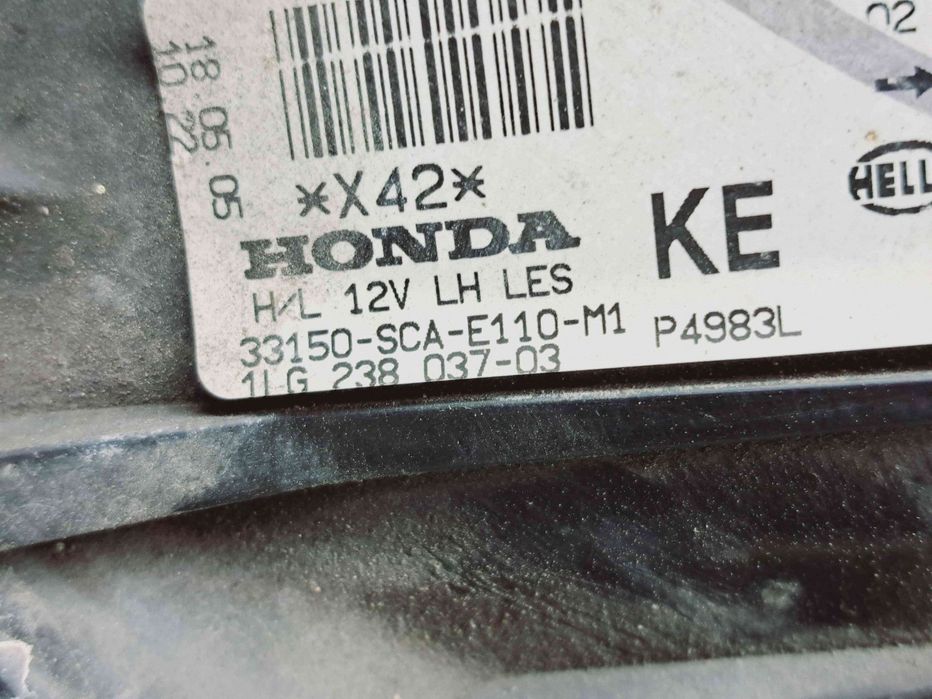 18.05.05
10 22
*X42*
HONDA
H/L 12V LH LES
33150-SCA-E110-M1
1LG 238 037-03
KE
P4983L
02
HELL